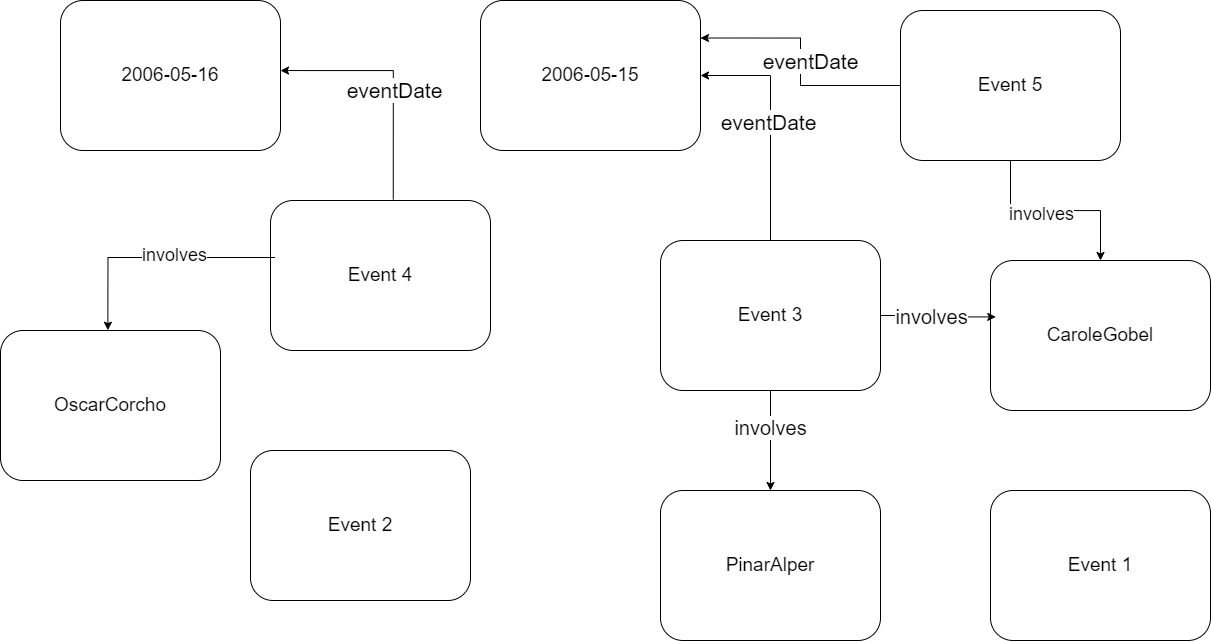 2006-05-16
2006-05-15
Event 5
eventDate
eventDate
eventDate
involves
involves
Event 4
Event 3
involves
CaroleGobel
OscarCorcho
involves
Event 2
PinarAlper
Event 1